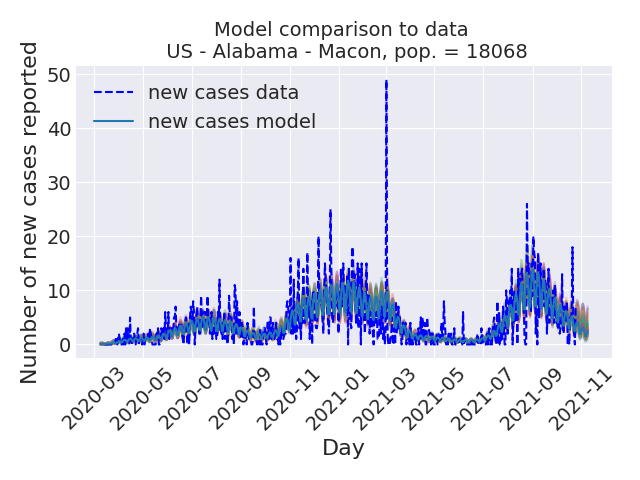 Model comparison to data
US - Alabama - Macon, pop. = 18068
Number of new cases reported
50
40
30
20
10
0
new cases data
new cases model
2020-03
2020-05
2020-07
2020-09
2020-11
2021-01
2021-03
2021-05
2021-07
2021-09
2021-11
Day